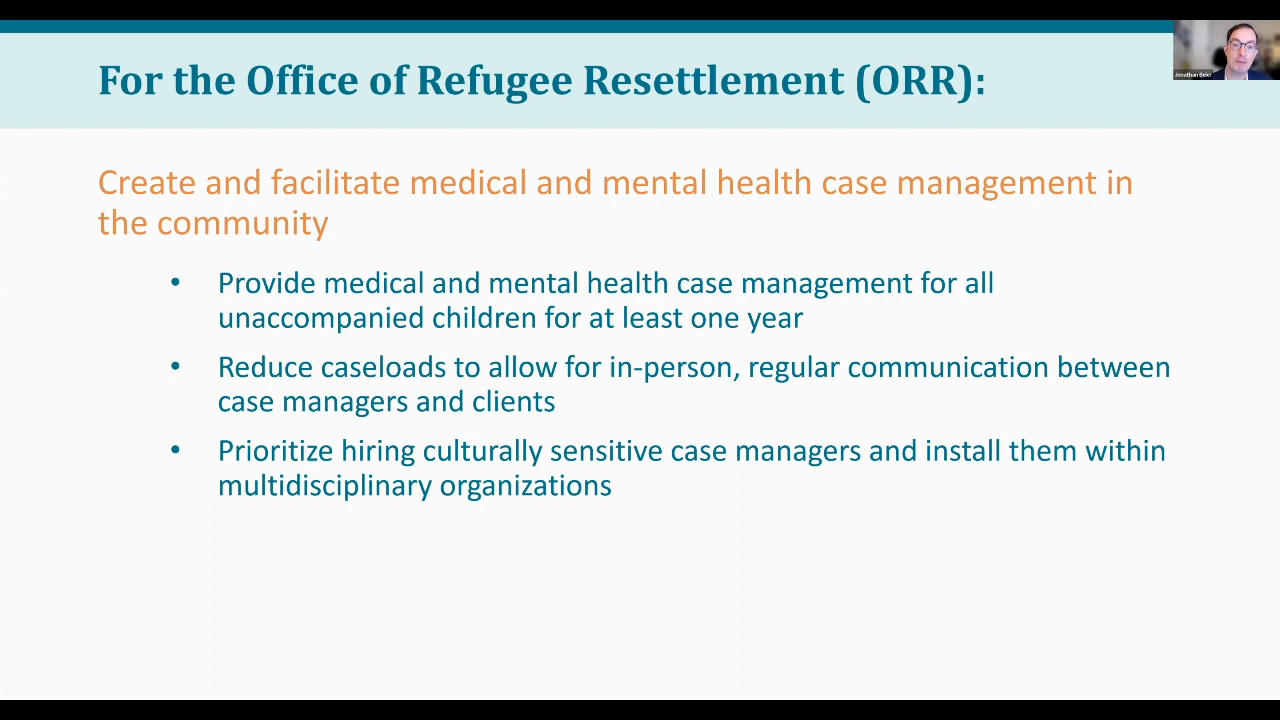 For the Office of Refugee Resettlement (ORR):
Jonathan Beier
Create and facilitate medical and mental health case management in
the community
• Provide medical and mental health case management for all
unaccompanied children for at least one year
• Reduce caseloads to allow for in-person, regular communication between
case managers and clients
• Prioritize hiring culturally sensitive case managers and install them within
multidisciplinary organizations